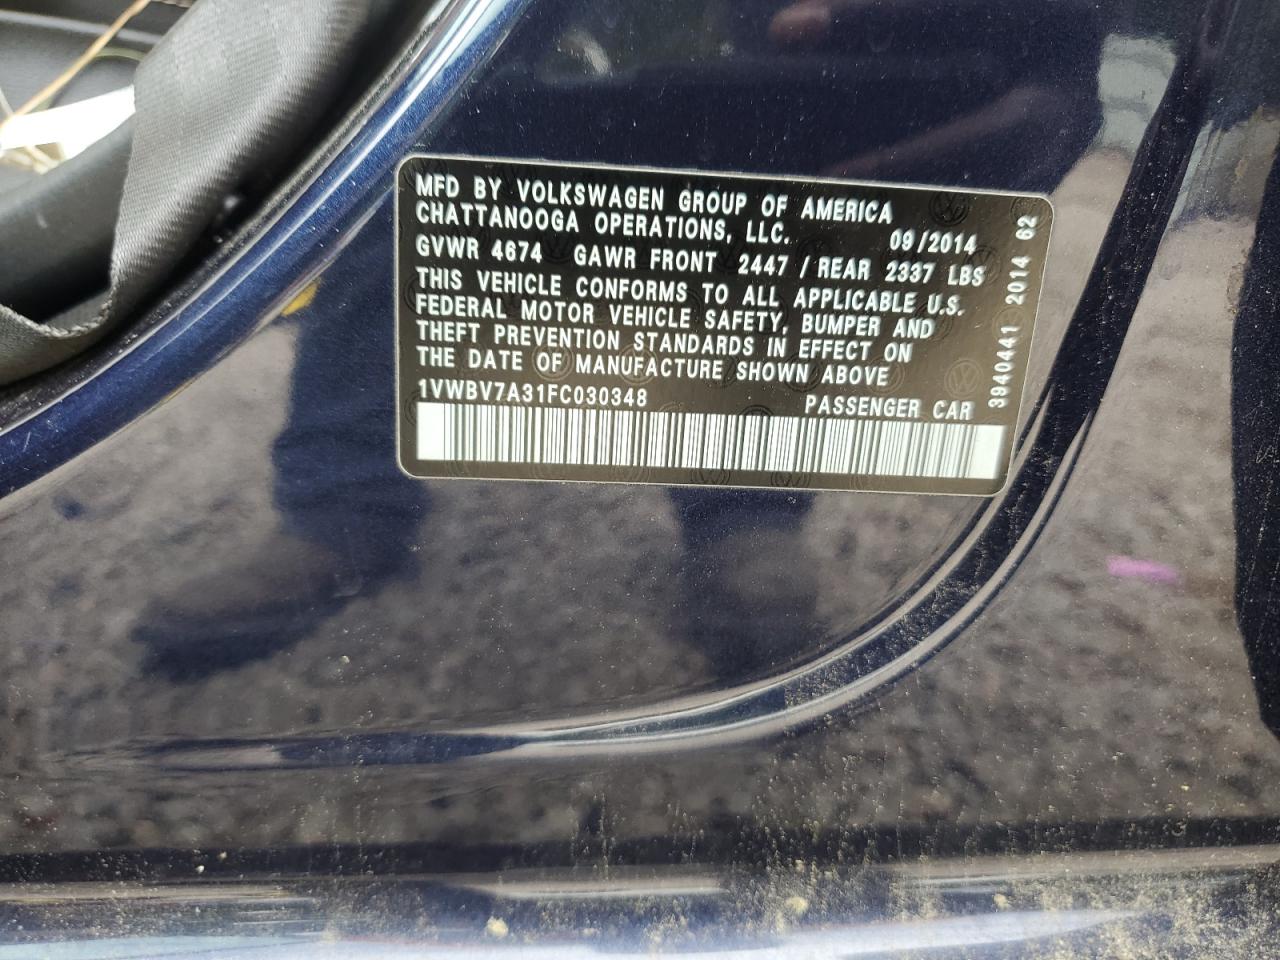 MFD BY VOLKSWAGEN GROUP OF AMERICA
CHATTANOOGA OPERATIONS, LLC. 09/2014
GVWR 4674 GAWR FRONT 2447 / REAR 2337 LBS
THIS VEHICLE CONFORMS TO ALL APPLICABLE U.S.
FEDERAL MOTOR VEHICLE SAFETY, BUMPER AND
THEFT PREVENTION STANDARDS IN EFFECT ON
THE DATE OF MANUFACTURE SHOWN ABOVE
1VWBV7A31FC030348 PASSENGER CAR
3940441 2014 62